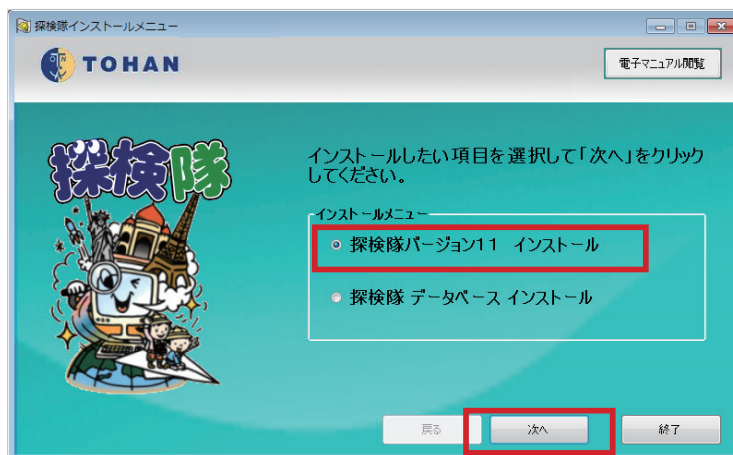 探検隊インストールメニュー
TOHAN
電子マニュアル閲覧
探検隊
インストールしたい項目を選択して「次へ」をクリック
してください。
インストールメニュー
探検隊バージョン11　インストール
探検隊 データベース インストール
戻る
次へ
終了